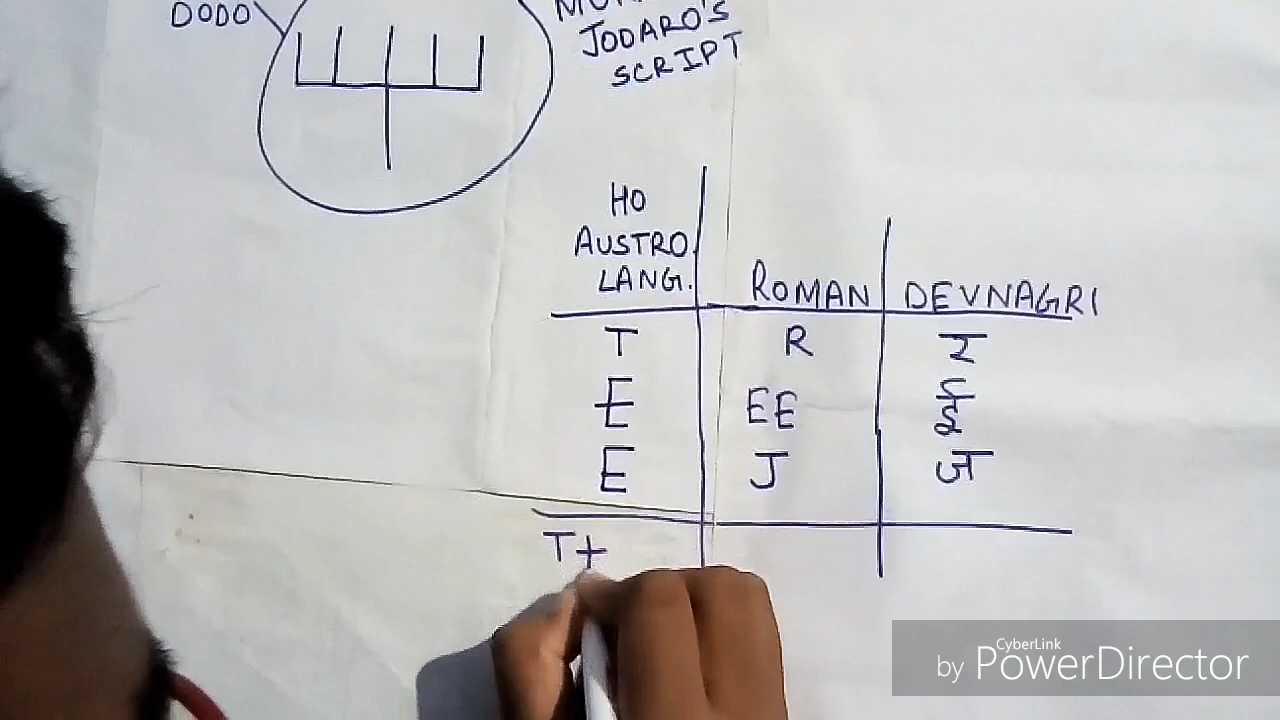 DODO
JODARO'S
SCRIPT
HO
AUSTRO.
LANG.
ROMAN
DEVNAGRI
T R र
E EE ई
E J ज
T+
CyberLink
by PowerDirector